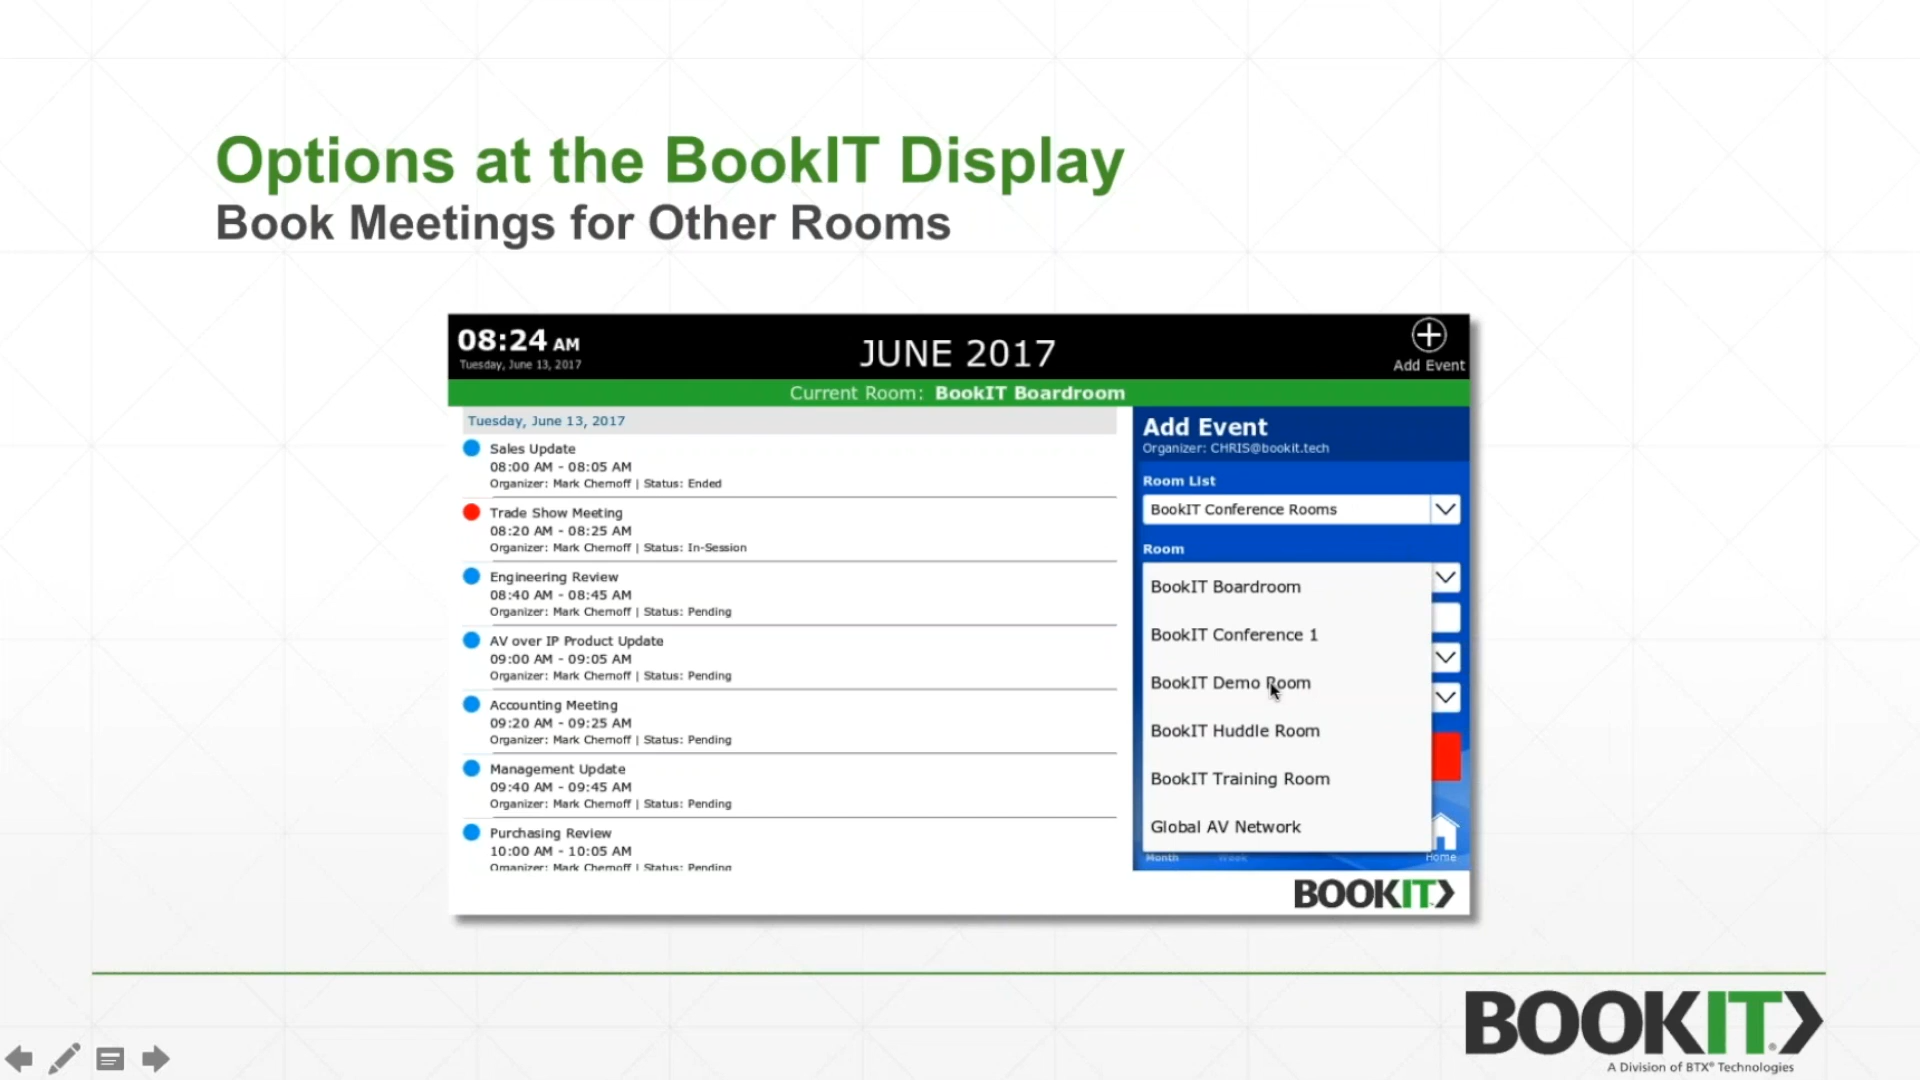 Options at the BookIT Display
Book Meetings for Other Rooms
08:24 AM
Tuesday, June 13, 2017
JUNE 2017
Add Event
Current Room: BookIT Boardroom
Tuesday, June 13, 2017
Sales Update
08:00 AM - 08:05 AM
Organizer: Mark Chernoff | Status: Ended
Trade Show Meeting
08:20 AM - 08:25 AM
Organizer: Mark Chernoff | Status: In-Session
Engineering Review
08:40 AM - 08:45 AM
Organizer: Mark Chernoff | Status: Pending
AV over IP Product Update
09:00 AM - 09:05 AM
Organizer: Mark Chernoff | Status: Pending
Accounting Meeting
09:20 AM - 09:25 AM
Organizer: Mark Chernoff | Status: Pending
Management Update
09:40 AM - 09:45 AM
Organizer: Mark Chernoff | Status: Pending
Purchasing Review
10:00 AM - 10:05 AM
Organizer: Mark Chernoff | Status: Pending
Add Event
Organizer: CHRIS@bookit.tech
Room List
BookIT Conference Rooms
Room
BookIT Boardroom
BookIT Conference 1
BookIT Demo Room
BookIT Huddle Room
BookIT Training Room
Global AV Network
Month Week Home
BOOKIT
BOOKIT®
A Division of BTX® Technologies